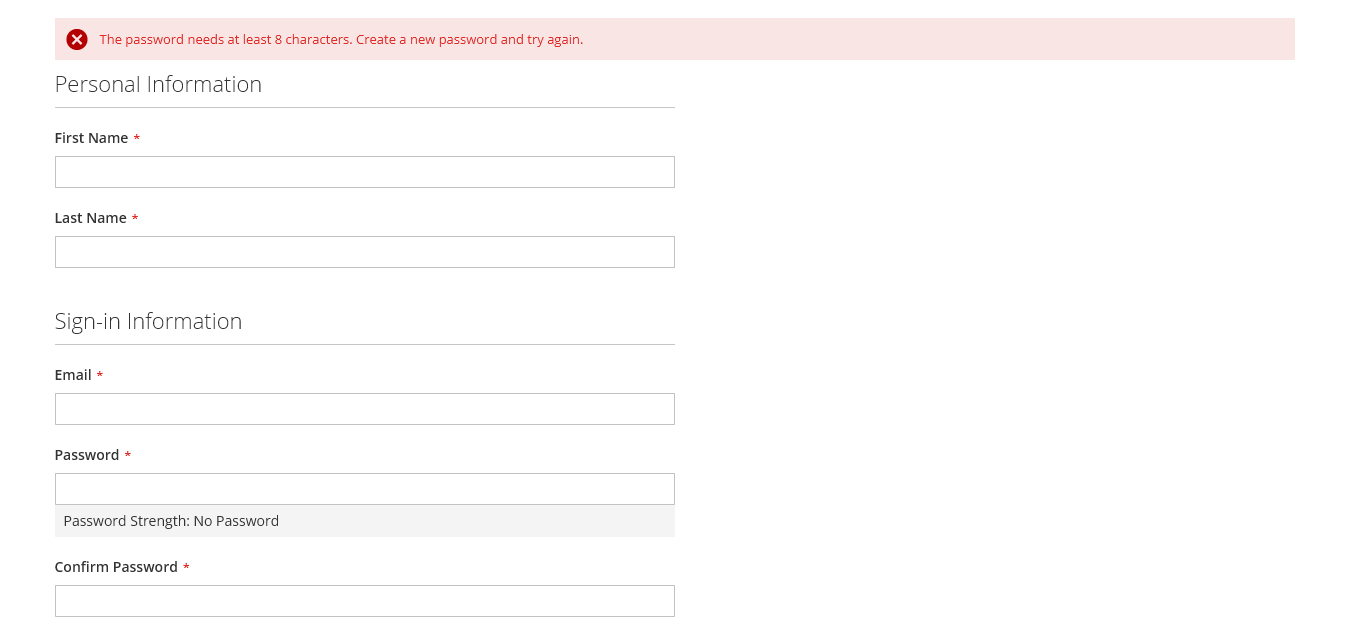 The password needs at least 8 characters. Create a new password and try again.
Personal Information
First Name *
Last Name *
Sign-in Information
Email *
Password *
Password Strength: No Password
Confirm Password *